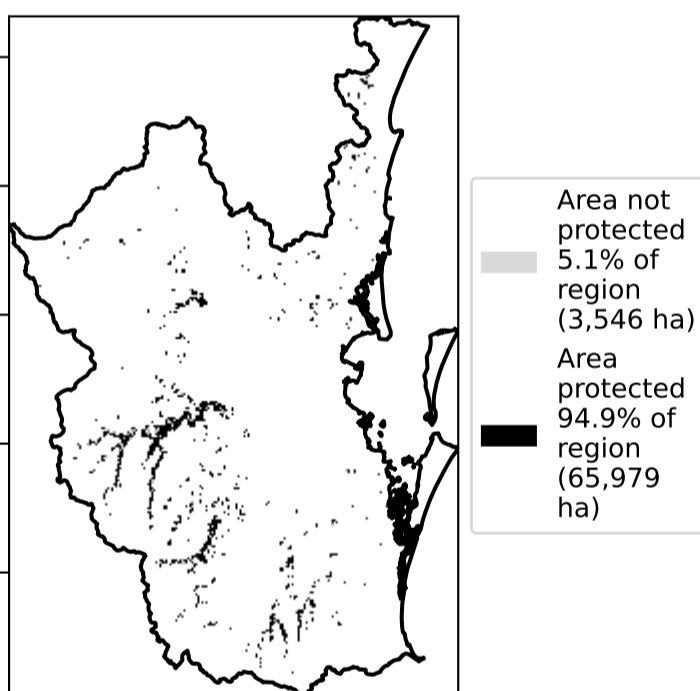 Area not
protected
5.1% of
region
(3,546 ha)
Area
protected
94.9% of
region
(65,979
ha)